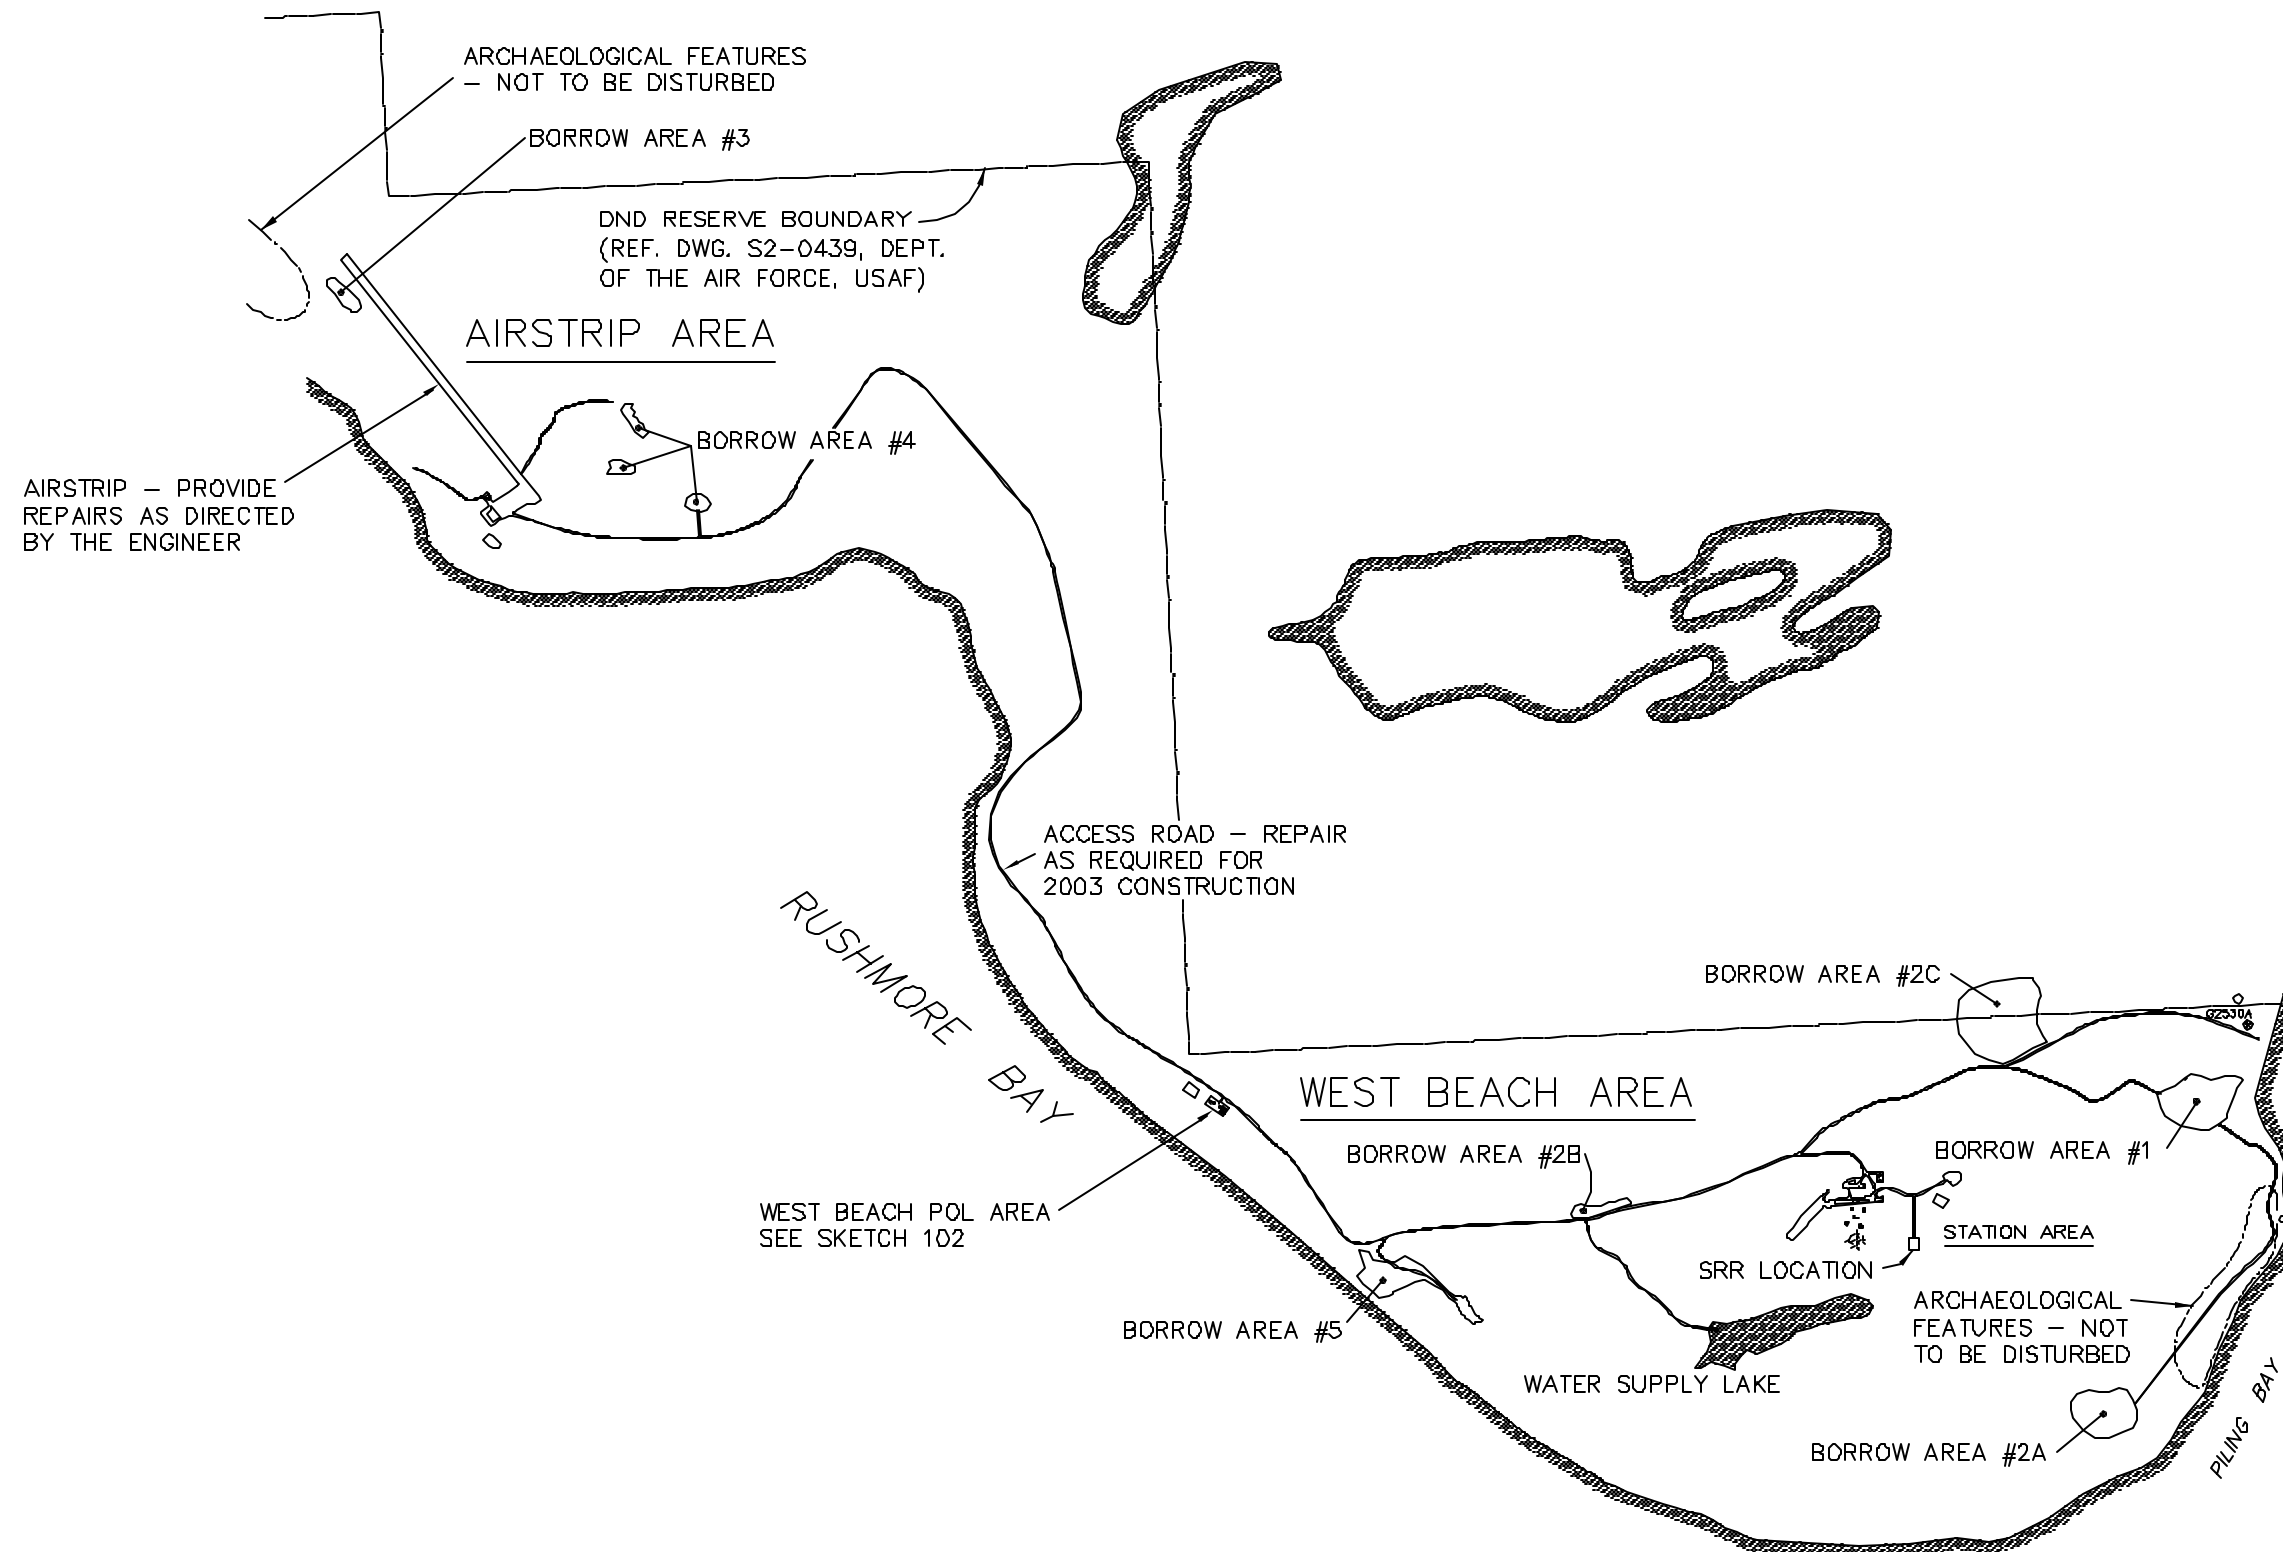 ARCHAEOLOGICAL FEATURES
— NOT TO BE DISTURBED
BORROW AREA #3
DND RESERVE BOUNDARY
(REF. DWG. S2-0439, DEPT.
OF THE AIR FORCE, USAF)
AIRSTRIP AREA
BORROW AREA #4
AIRSTRIP — PROVIDE
REPAIRS AS DIRECTED
BY THE ENGINEER
ACCESS ROAD — REPAIR
AS REQUIRED FOR
2003 CONSTRUCTION
RUSHMORE BAY
BORROW AREA #2C
WEST BEACH AREA
BORROW AREA #2B
BORROW AREA #1
WEST BEACH POL AREA
SEE SKETCH 102
STATION AREA
SRR LOCATION
BORROW AREA #5
ARCHAEOLOGICAL
FEATURES — NOT
TO BE DISTURBED
WATER SUPPLY LAKE
BORROW AREA #2A
PILING BAY